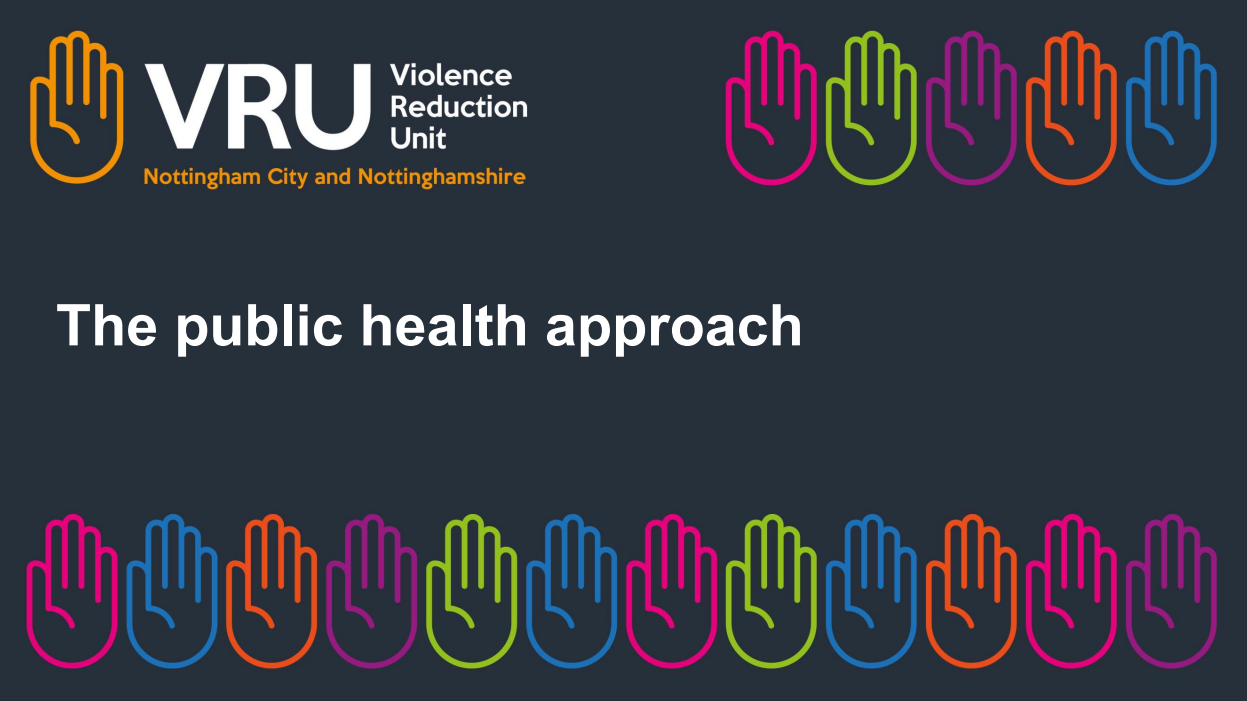 VRU
Violence
Reduction
Unit
Nottingham City and Nottinghamshire
The public health approach